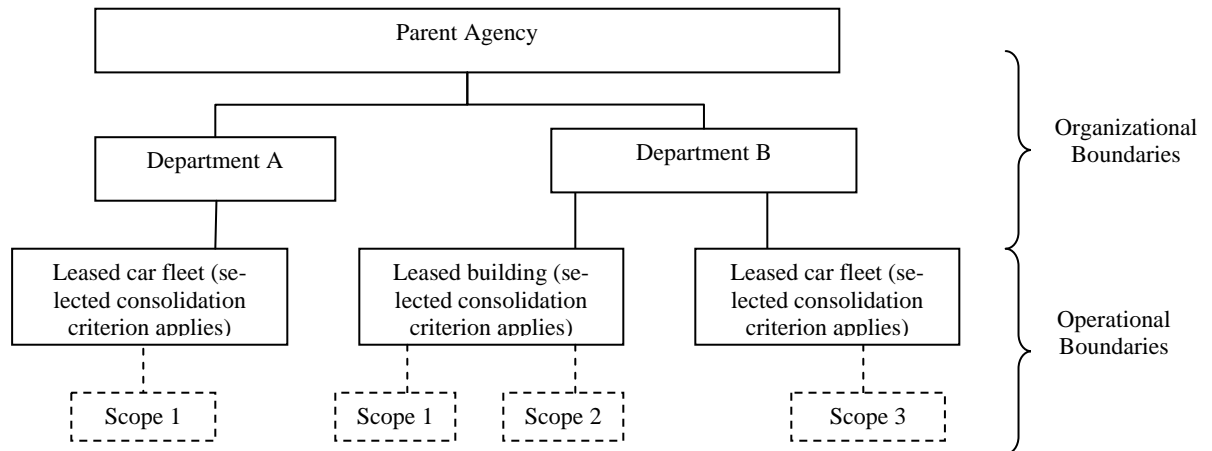 Parent Agency
Organizational
Boundaries
Department A
Department B
Leased car fleet (se-
lected consolidation
criterion applies)
Leased building (se-
lected consolidation
criterion applies)
Leased car fleet (se-
lected consolidation
criterion applies)
Operational
Boundaries
Scope 1
Scope 1
Scope 2
Scope 3